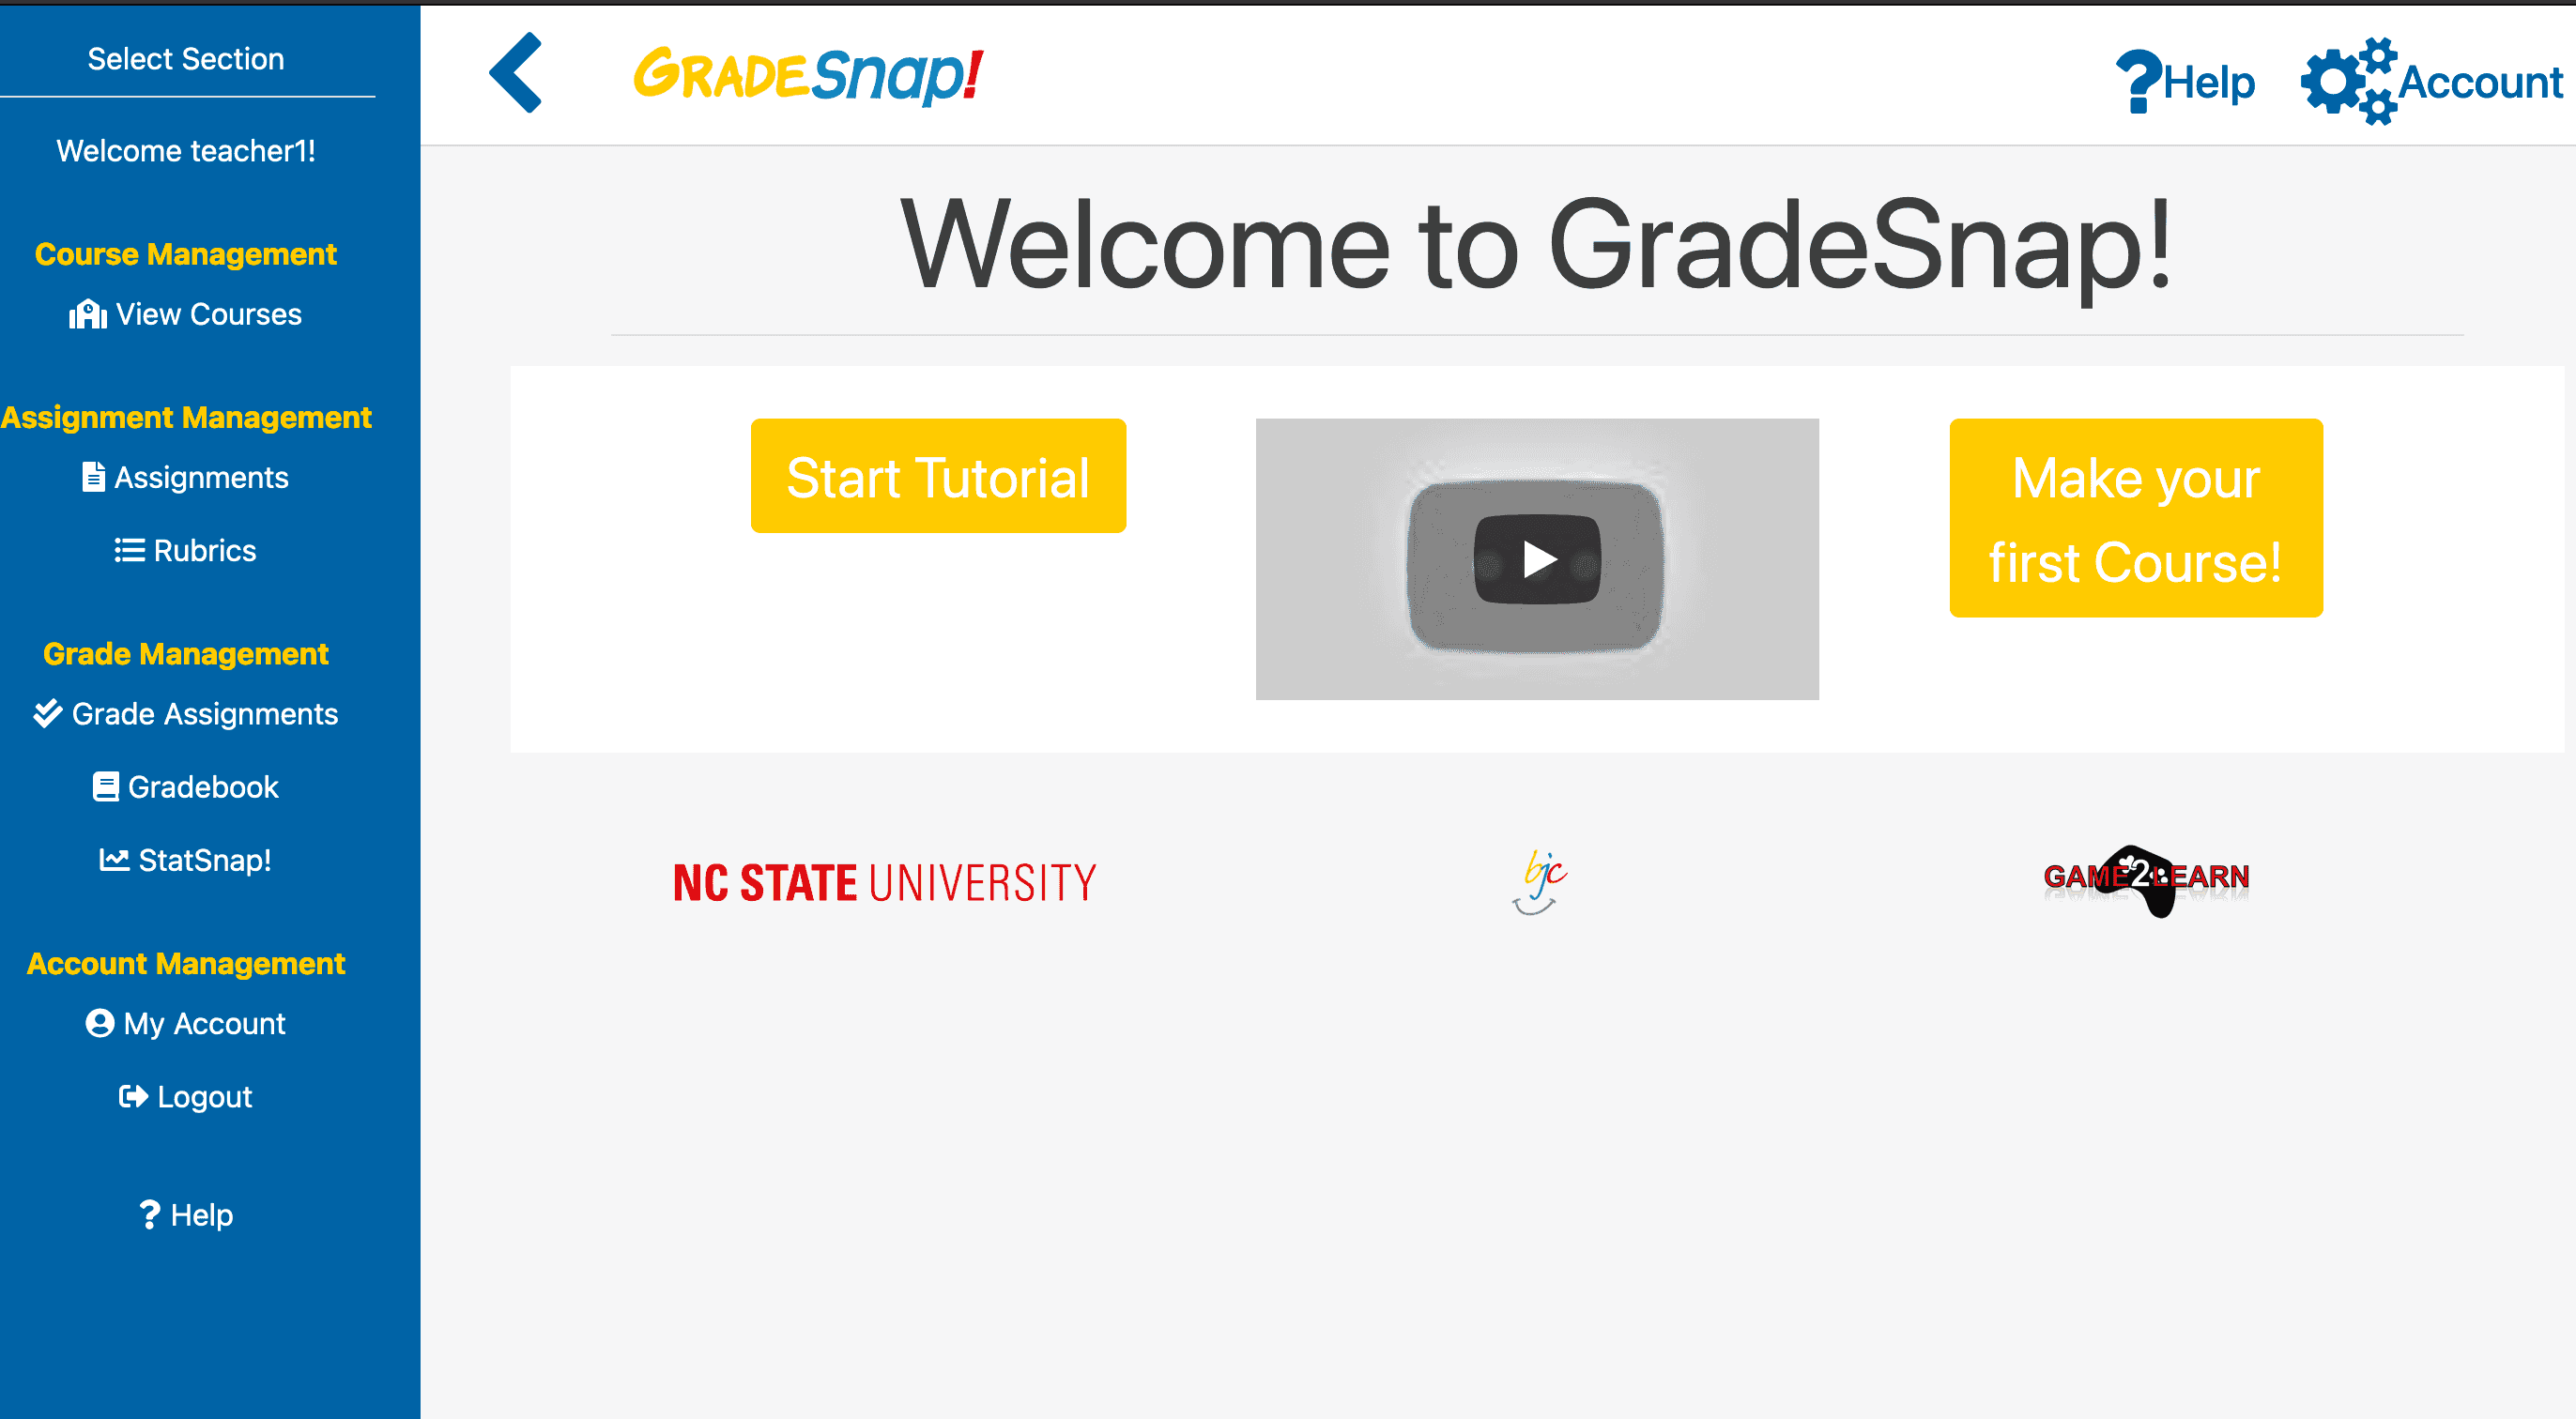 Select Section
Welcome teacher1!
Course Management
View Courses
Assignment Management
Assignments
Rubrics
Grade Management
Grade Assignments
Gradebook
StatSnap!
Account Management
My Account
Logout
Help
GRADESnap!
Help
Account
Welcome to GradeSnap!
Start Tutorial
Make your
first Course!
NC STATE UNIVERSITY
bjc
GAME2LEARN